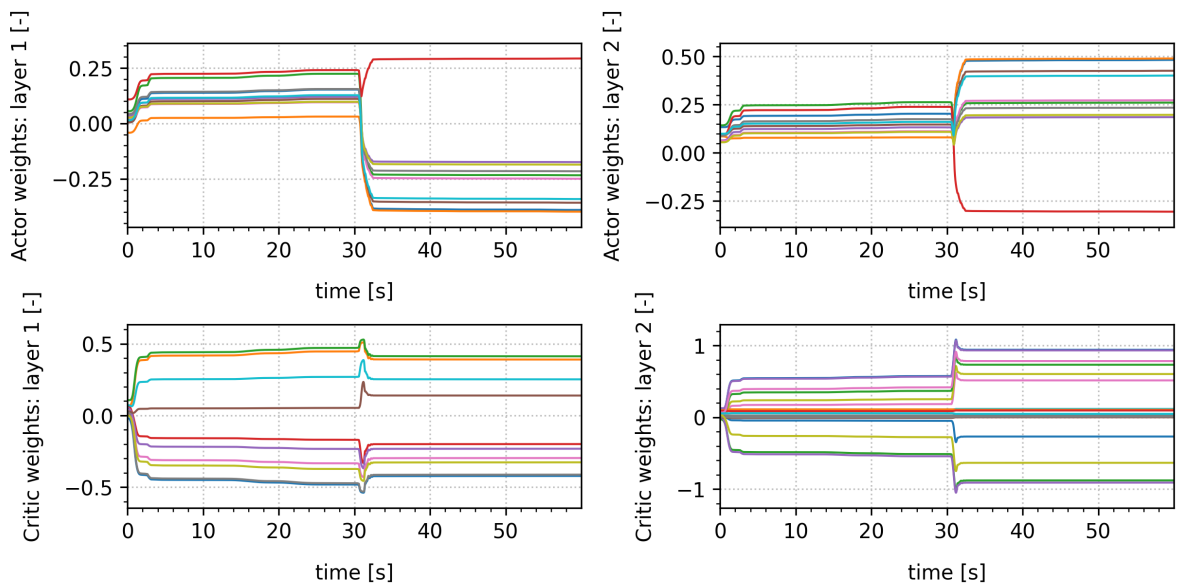 Actor weights: layer 1 [-]
0.25
0.00
−0.25
0 10 20 30 40 50
time [s]
Actor weights: layer 2 [-]
0.50
0.25
0.00
−0.25
0 10 20 30 40 50
time [s]
Critic weights: layer 1 [-]
0.5
0.0
−0.5
0 10 20 30 40 50
time [s]
Critic weights: layer 2 [-]
1
0
−1
0 10 20 30 40 50
time [s]